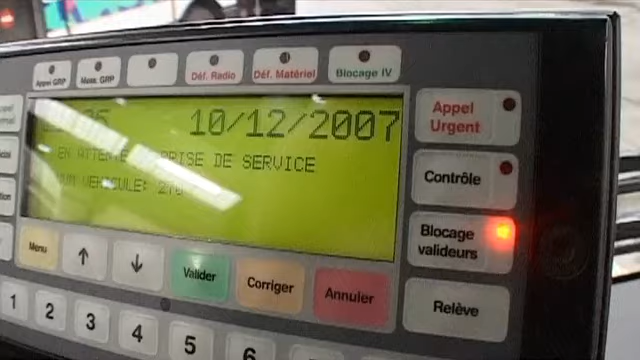 Appel GRP
Mess. GRP
Déf. Radio
Déf. Matériel
Blocage IV
10/12/2007
EN ATTENTE PRISE DE SERVICE
NUM VEHICULE:
Appel
Urgent
Contrôle
Blocage
valideurs
Relève
Menu
↑
↓
Valider
Corriger
Annuler
1
2
3
4
5
6